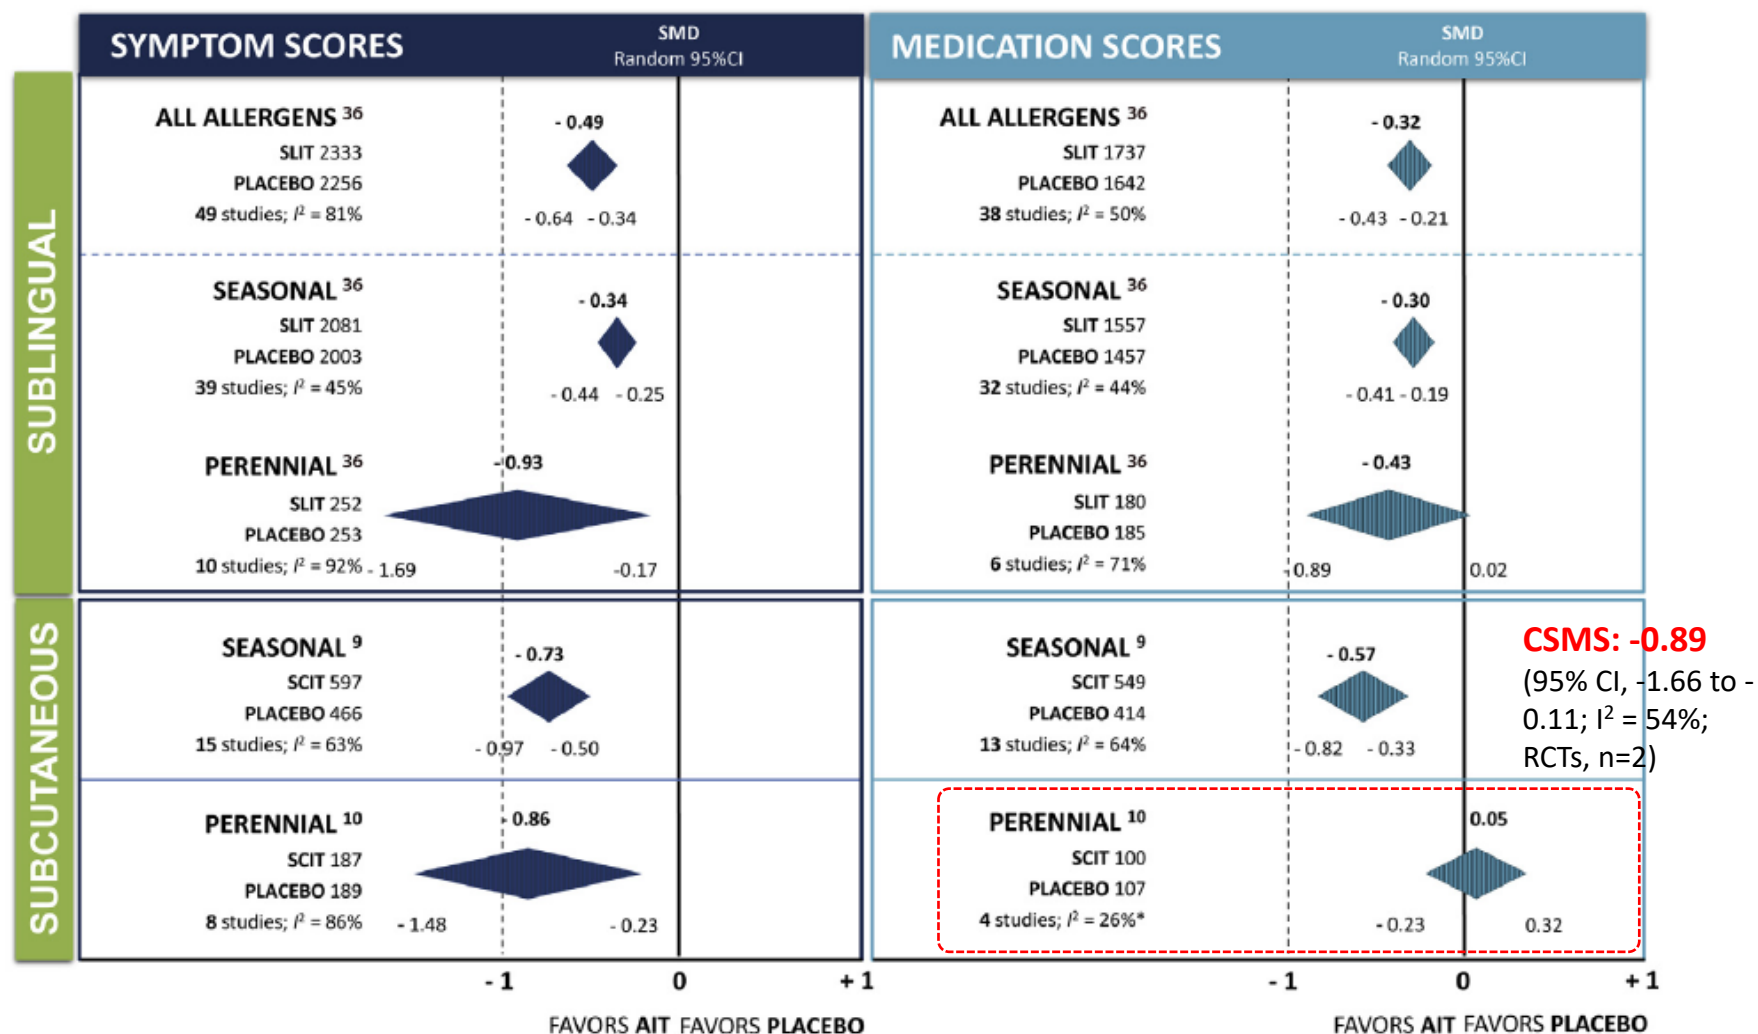 SYMPTOM SCORES
SMD
Random 95%CI
MEDICATION SCORES
SMD
Random 95%CI
SUBLINGUAL
ALL ALLERGENS 36
- 0.49
SLIT 2333
PLACEBO 2256
49 studies; I² = 81%
- 0.64 - 0.34
ALL ALLERGENS 36
- 0.32
SLIT 1737
PLACEBO 1642
38 studies; I² = 50%
- 0.43 - 0.21
SEASONAL 36
- 0.34
SLIT 2081
PLACEBO 2003
39 studies; I² = 45%
- 0.44 - 0.25
SEASONAL 36
- 0.30
SLIT 1557
PLACEBO 1457
32 studies; I² = 44%
- 0.41 - 0.19
PERENNIAL 36
- 0.93
SLIT 252
PLACEBO 253
10 studies; I² = 92%
- 1.69
-0.17
PERENNIAL 36
- 0.43
SLIT 180
PLACEBO 185
6 studies; I² = 71%
- 0.89
0.02
SUBCUTANEOUS
SEASONAL 9
- 0.73
SCIT 597
PLACEBO 466
15 studies; I² = 63%
- 0.97 - 0.50
SEASONAL 9
- 0.57
SCIT 549
PLACEBO 414
13 studies; I² = 64%
- 0.82 - 0.33
CSMS: -0.89
(95% CI, -1.66 to -
0.11; I² = 54%;
RCTs, n=2)
PERENNIAL 10
- 0.86
SCIT 187
PLACEBO 189
8 studies; I² = 86%
- 1.48
- 0.23
PERENNIAL 10
0.05
SCIT 100
PLACEBO 107
4 studies; I² = 26%*
- 0.23
0.32
- 1 0 + 1
FAVORS AIT FAVORS PLACEBO
- 1 0 + 1
FAVORS AIT FAVORS PLACEBO